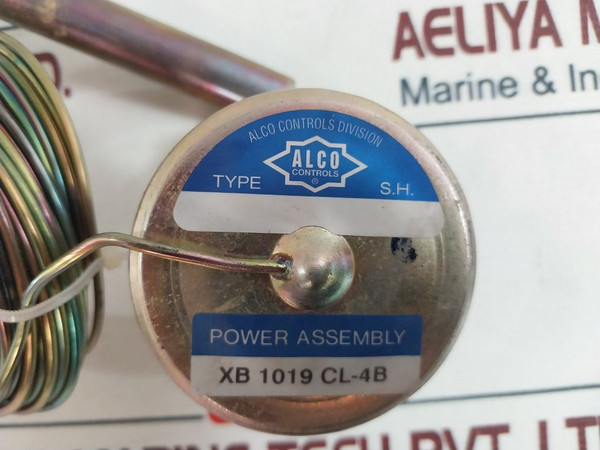 AELIYA M
Marine & In
D.
ALCO CONTROLS DIVISION
ALCO
CONTROLS
®
TYPE S.H.
POWER ASSEMBLY
XB 1019 CL-4B